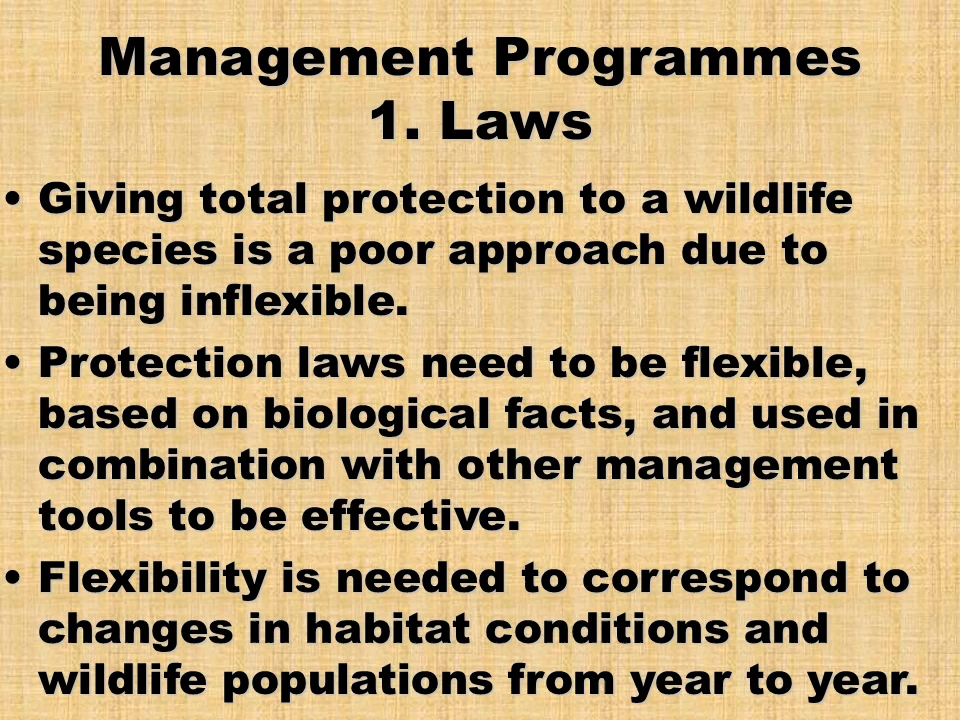 Management Programmes
1. Laws
• Giving total protection to a wildlife
species is a poor approach due to
being inflexible.
• Protection laws need to be flexible,
based on biological facts, and used in
combination with other management
tools to be effective.
• Flexibility is needed to correspond to
changes in habitat conditions and
wildlife populations from year to year.